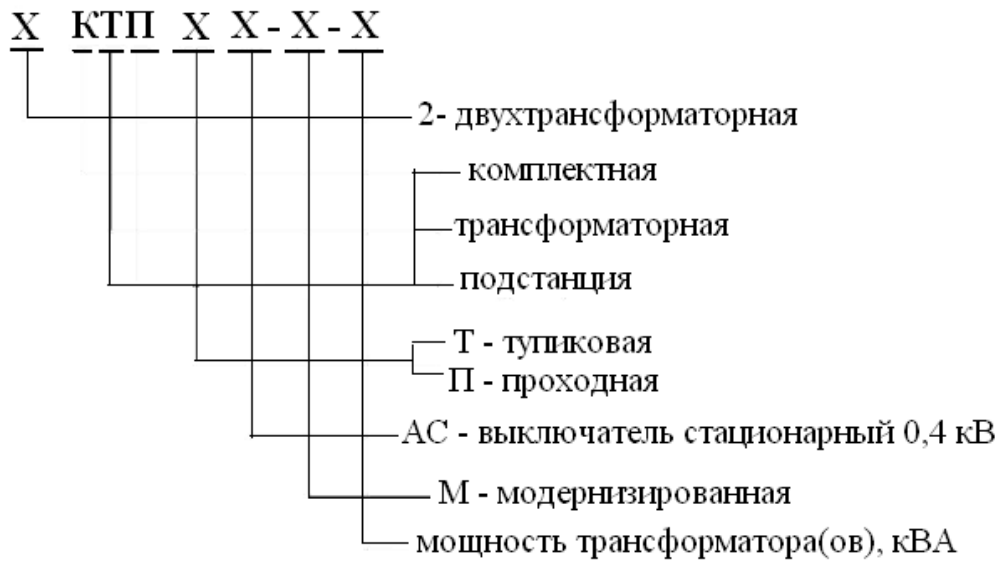 Х КТП Х Х - Х - Х
2- двухтрансформаторная
комплектная
трансформаторная
подстанция
Т - тупиковая
П - проходная
АС - выключатель стационарный 0,4 кВ
М - модернизированная
мощность трансформатора(ов), кВА